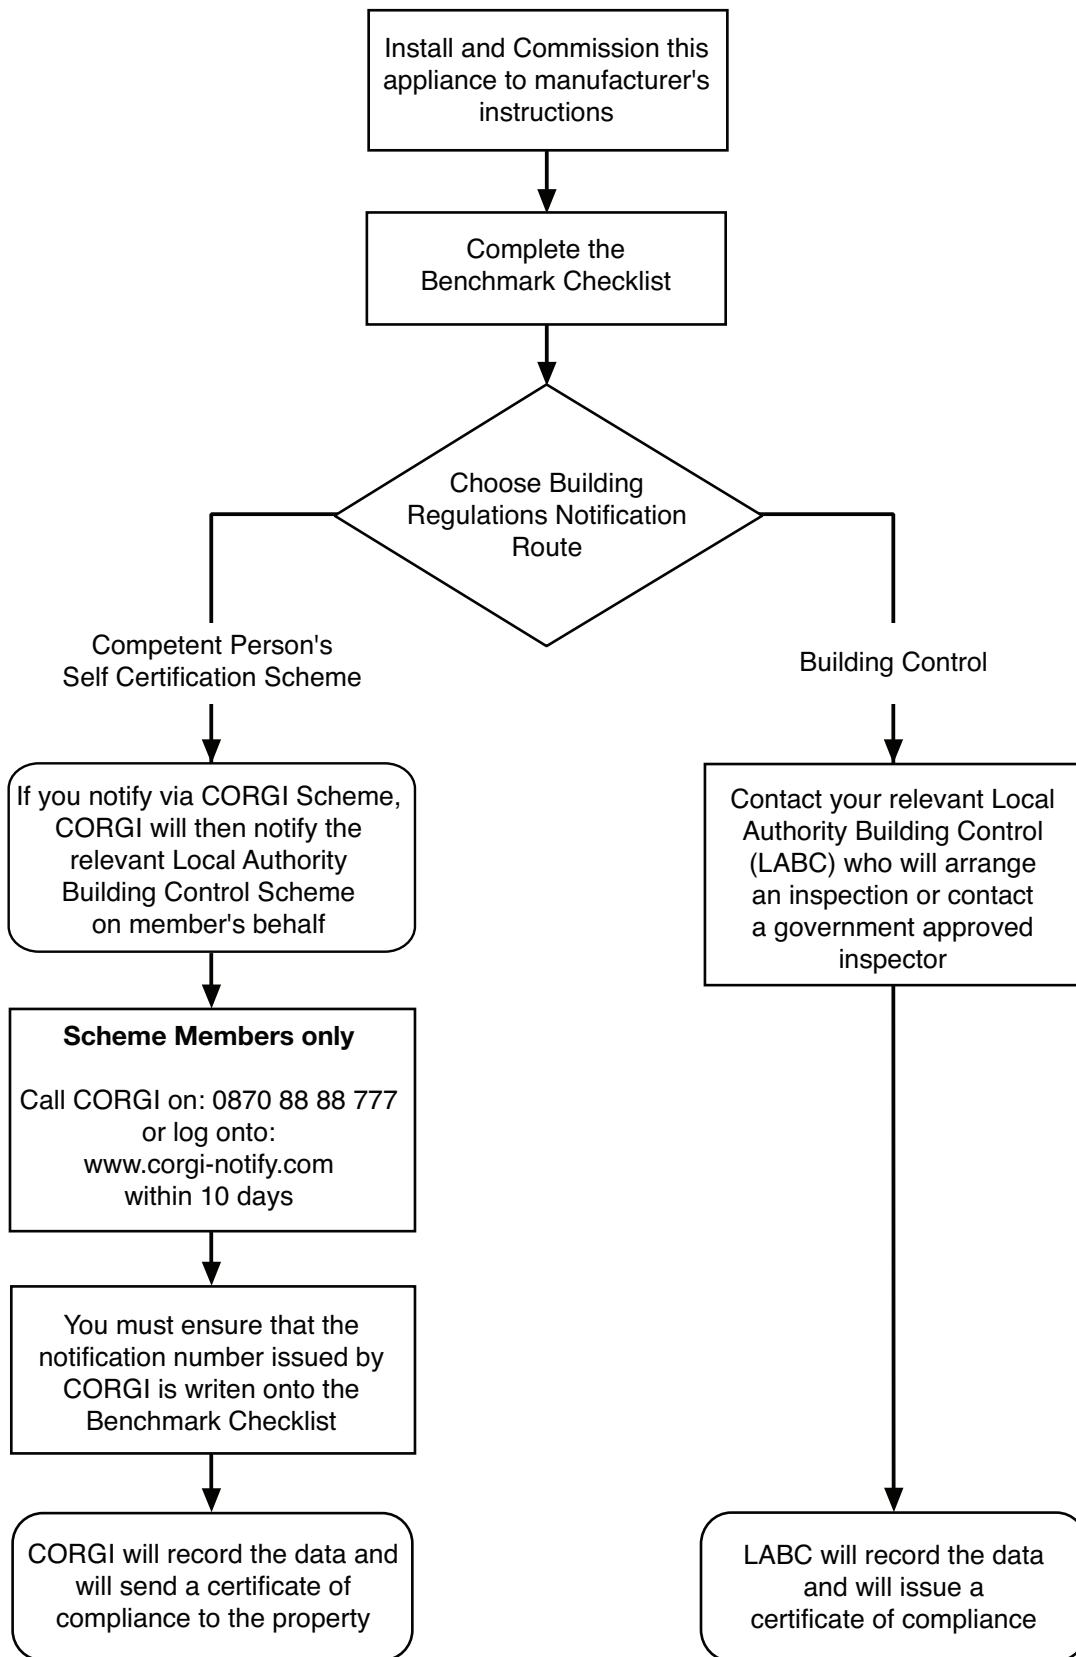 Install and Commission this
appliance to manufacturer's
instructions
Complete the
Benchmark Checklist
Choose Building
Regulations Notification
Route
Competent Person's
Self Certification Scheme
Building Control
If you notify via CORGI Scheme,
CORGI will then notify the
relevant Local Authority
Building Control Scheme
on member's behalf
Contact your relevant Local
Authority Building Control
(LABC) who will arrange
an inspection or contact
a government approved
inspector
Scheme Members only
Call CORGI on: 0870 88 88 777
or log onto:
www.corgi-notify.com
within 10 days
You must ensure that the
notification number issued by
CORGI is writen onto the
Benchmark Checklist
CORGI will record the data and
will send a certificate of
compliance to the property
LABC will record the data
and will issue a
certificate of compliance